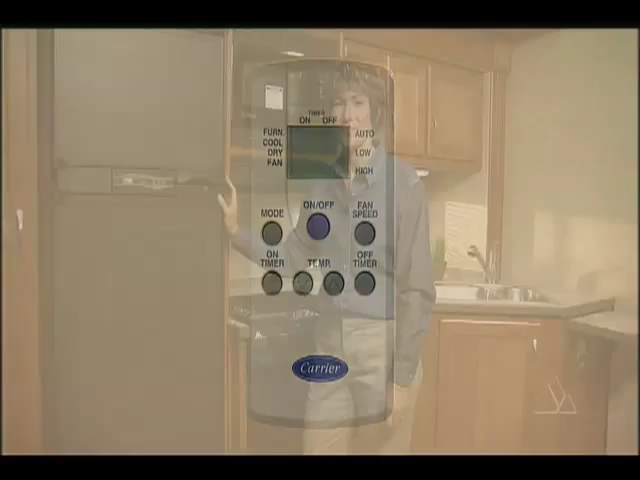 TIMER
ON OFF
FURN. AUTO
COOL
DRY LOW
FAN HIGH
MODE ON/OFF FAN SPEED
ON TIMER TEMP. OFF TIMER
Carrier